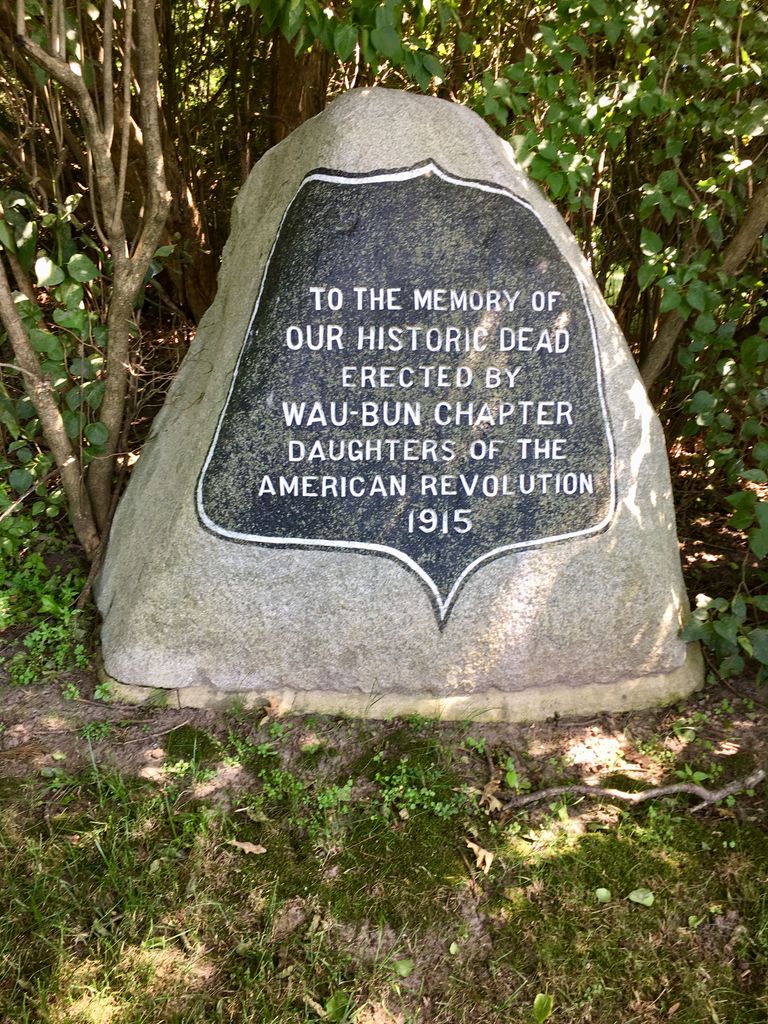 TO THE MEMORY OF
OUR HISTORIC DEAD
ERECTED BY
WAU-BUN CHAPTER
DAUGHTERS OF THE
AMERICAN REVOLUTION
1915